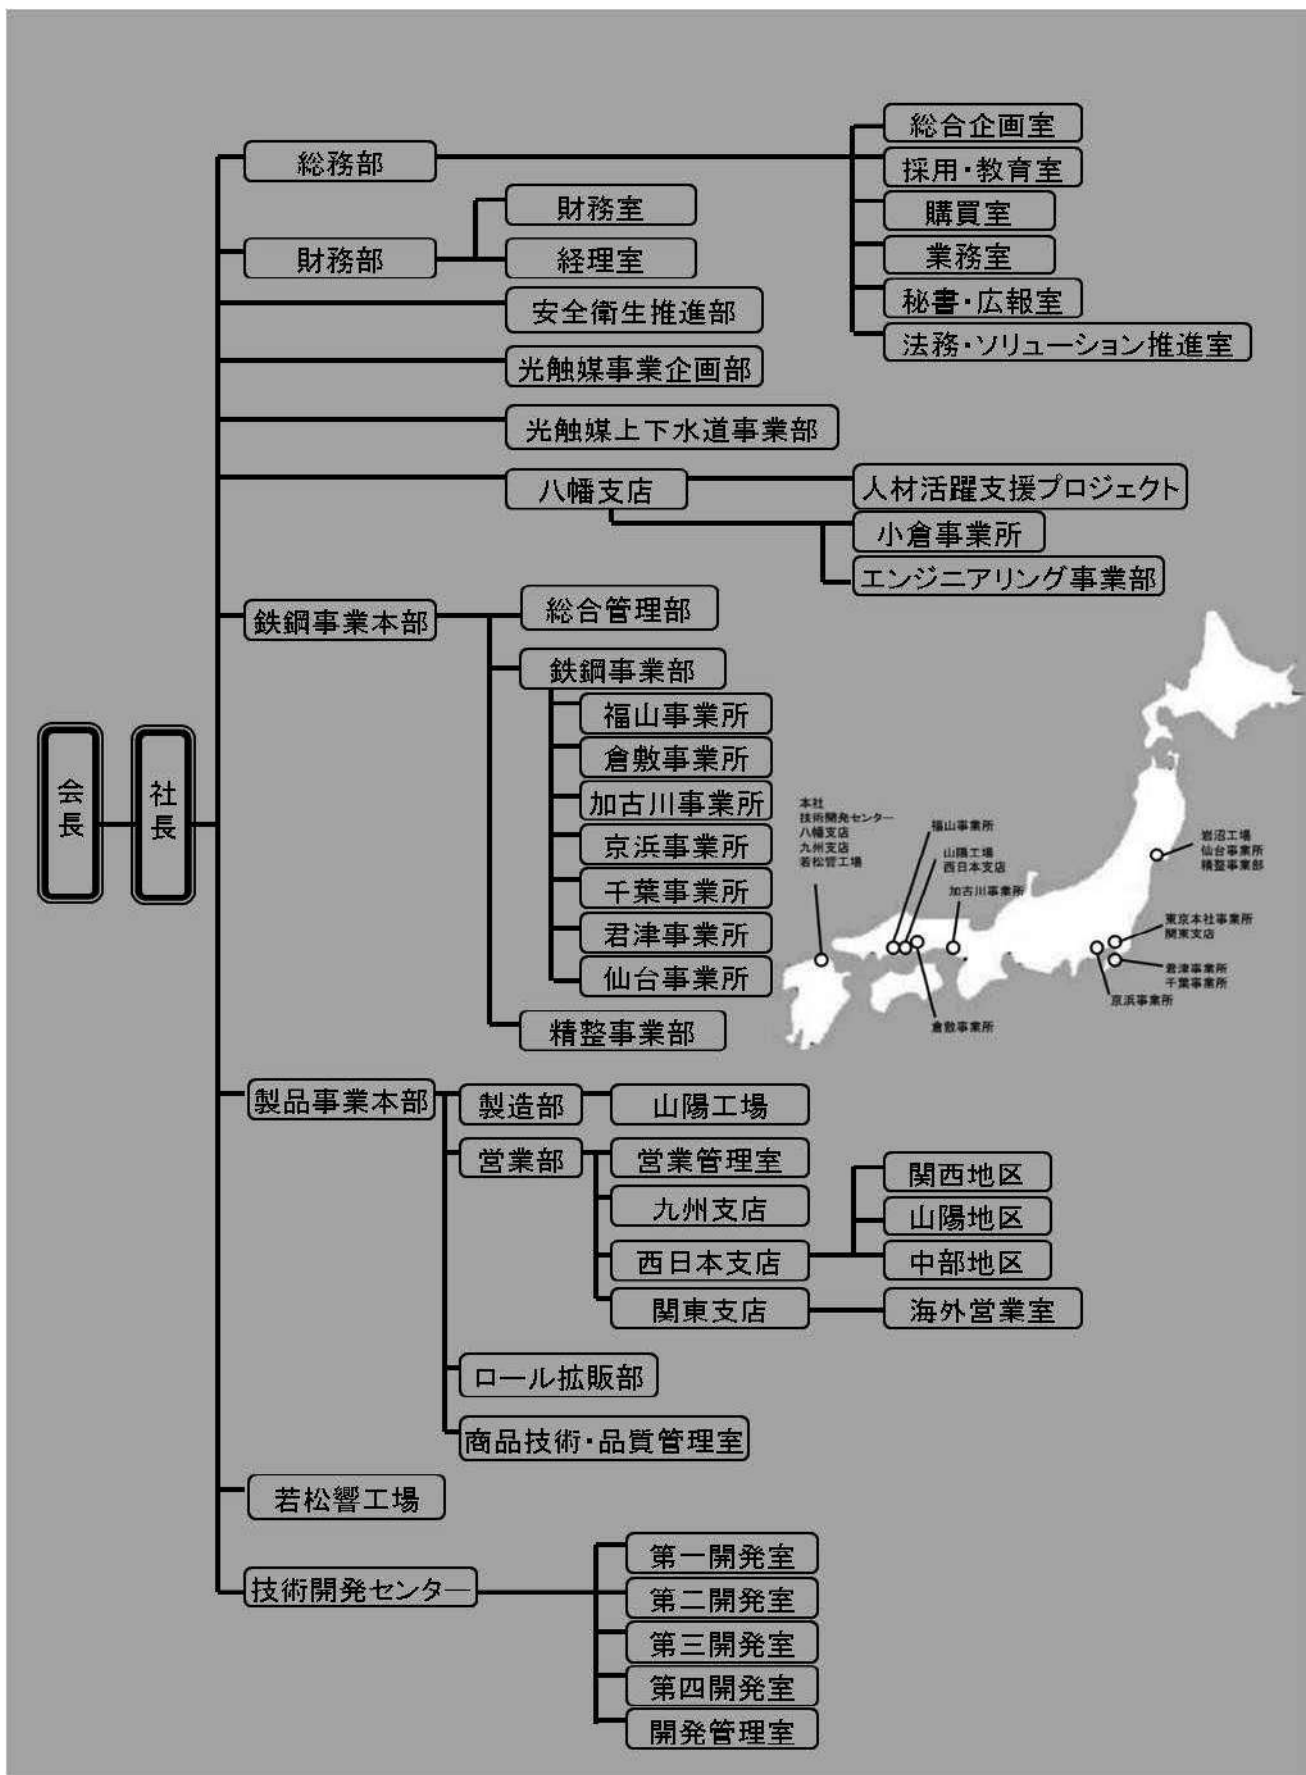 会長
社長
総務部
総合企画室
採用・教育室
購買室
業務室
秘書・広報室
法務・ソリューション推進室
財務部
財務室
経理室
安全衛生推進部
光触媒事業企画部
光触媒上下水道事業部
八幡支店
人材活躍支援プロジェクト
小倉事業所
エンジニアリング事業部
鉄鋼事業本部
総合管理部
鉄鋼事業部
福山事業所
倉敷事業所
加古川事業所
京浜事業所
千葉事業所
君津事業所
仙台事業所
精整事業部
製品事業本部
製造部
山陽工場
営業部
営業管理室
九州支店
西日本支店
関西地区
山陽地区
中部地区
関東支店
海外営業室
ロール拡販部
商品技術・品質管理室
若松響工場
技術開発センター
第一開発室
第二開発室
第三開発室
第四開発室
開発管理室
本社
技術開発センター
八幡支店
九州支店
若松響工場
福山事業所
山陽工場
西日本支店
加古川事業所
倉敷事業所
岩沼工場
仙台事業所
精整事業部
東京本社事業所
関東支店
君津事業所
千葉事業所
京浜事業所